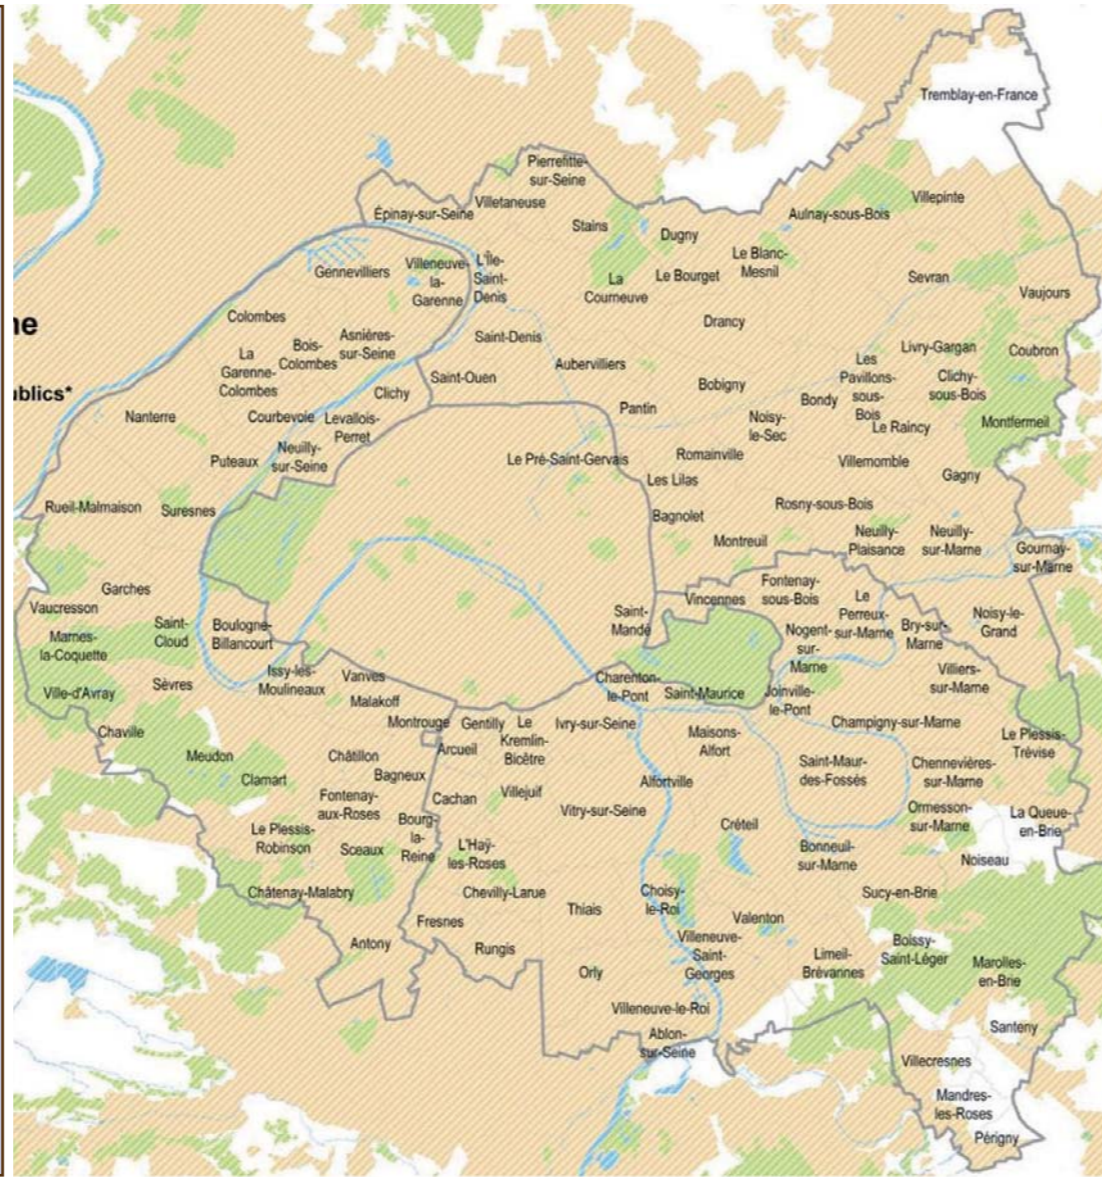 Tremblay-en-France
Pierrefitte-
sur-Seine
Villetaneuse
Épinay-sur-Seine
Stains
Dugny
Aulnay-sous-Bois
Villepinte
Gennevilliers
Villeneuve-
la-
Garenne
L'Île-
Saint-
Denis
La
Courneuve
Le Bourget
Le Blanc-
Mesnil
Sevran
Vaujours
ne
Colombes
La
Garenne-
Colombes
Bois-
Colombes
Asnières-
sur-Seine
Saint-Denis
Aubervilliers
Drancy
Livry-Gargan
Coubron
ublics*
Nanterre
Courbevoie
Levallois-
Perret
Clichy
Saint-Ouen
Pantin
Bobigny
Noisy-
le-Sec
Bondy
Les
Pavillons-
sous-
Bois
Clichy-
sous-Bois
Le Raincy
Montfermeil
Puteaux
Neuilly-
sur-Seine
Le Pré-Saint-Gervais
Romainville
Villemomble
Gagny
Les Lilas
Rueil-Malmaison
Suresnes
Bagnolet
Rosny-sous-Bois
Montreuil
Neuilly-
Plaisance
Neuilly-
sur-Marne
Gournay-
sur-Marne
Garches
Vaucresson
Marnes-
la-Coquette
Saint-
Cloud
Boulogne-
Billancourt
Saint-
Mandé
Vincennes
Fontenay-
sous-Bois
Le
Perreux-
sur-Marne
Nogent-
sur-
Marne
Bry-sur-
Marne
Noisy-le-
Grand
Ville-d'Avray
Sèvres
Issy-les-
Moulineaux
Vanves
Malakoff
Charenton-
le-Pont
Saint-Maurice
Joinville-
le-Pont
Villiers-
sur-Marne
Chaville
Meudon
Clamart
Châtillon
Montrouge
Gentilly
Le
Kremlin-
Bicêtre
Ivry-sur-Seine
Maisons-
Alfort
Champigny-sur-Marne
Le Plessis-
Trévise
Arcueil
Bagneux
Fontenay-
aux-Roses
Cachan
Villejuif
Vitry-sur-Seine
Alfortville
Saint-Maur-
des-Fossés
Chennevières-
sur-Marne
Ormesson-
sur-Marne
La Queue-
en-Brie
Le Plessis-
Robinson
Sceaux
Bourg-
la-
Reine
L'Haÿ-
les-Roses
Créteil
Bonneuil-
sur-Marne
Noiseau
Châtenay-Malabry
Chevilly-Larue
Thiais
Choisy-
le-Roi
Valenton
Sucy-en-Brie
Antony
Fresnes
Rungis
Orly
Villeneuve-
Saint-
Georges
Limeil-
Brévannes
Boissy-
Saint-Léger
Marolles-
en-Brie
Villeneuve-le-Roi
Ablon-
sur-Seine
Santeny
Villecresnes
Mandres-
les-Roses
Périgny